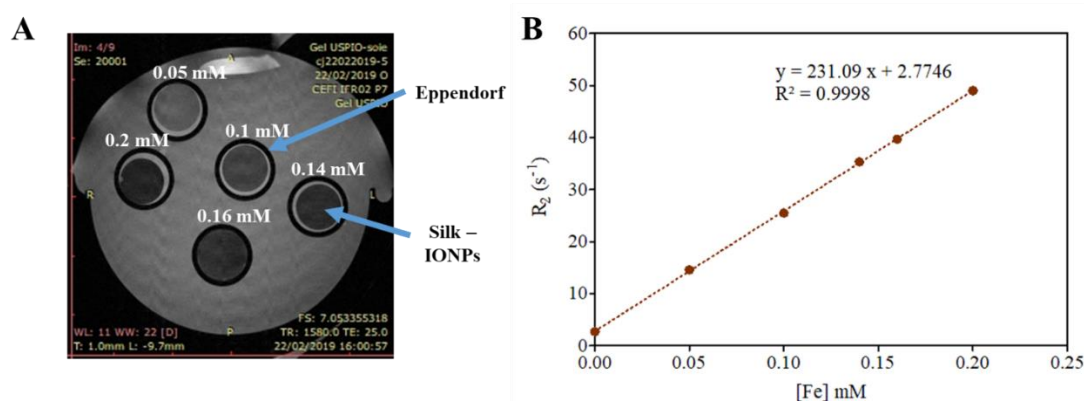 A
Im: 4/9
Se: 20001
Gel USPIO-soie
cj22022019-5
22/02/2019 O
CEFI IFR02 P7
Gel USPIO
A
0.05 mM
0.2 mM
0.1 mM
0.14 mM
0.16 mM
R
L
P
Eppendorf
Silk –
IONPs
WL: 11 WW: 22 [D]
T: 1.0mm L: -9.7mm
FS: 7.053355318
TR: 1580.0 TE: 25.0
22/02/2019 16:00:57
B
y = 231.09 x + 2.7746
R² = 0.9998
R₂ (s⁻¹)
60
50
40
30
20
10
0
0.00 0.05 0.10 0.15 0.20 0.25
[Fe] mM